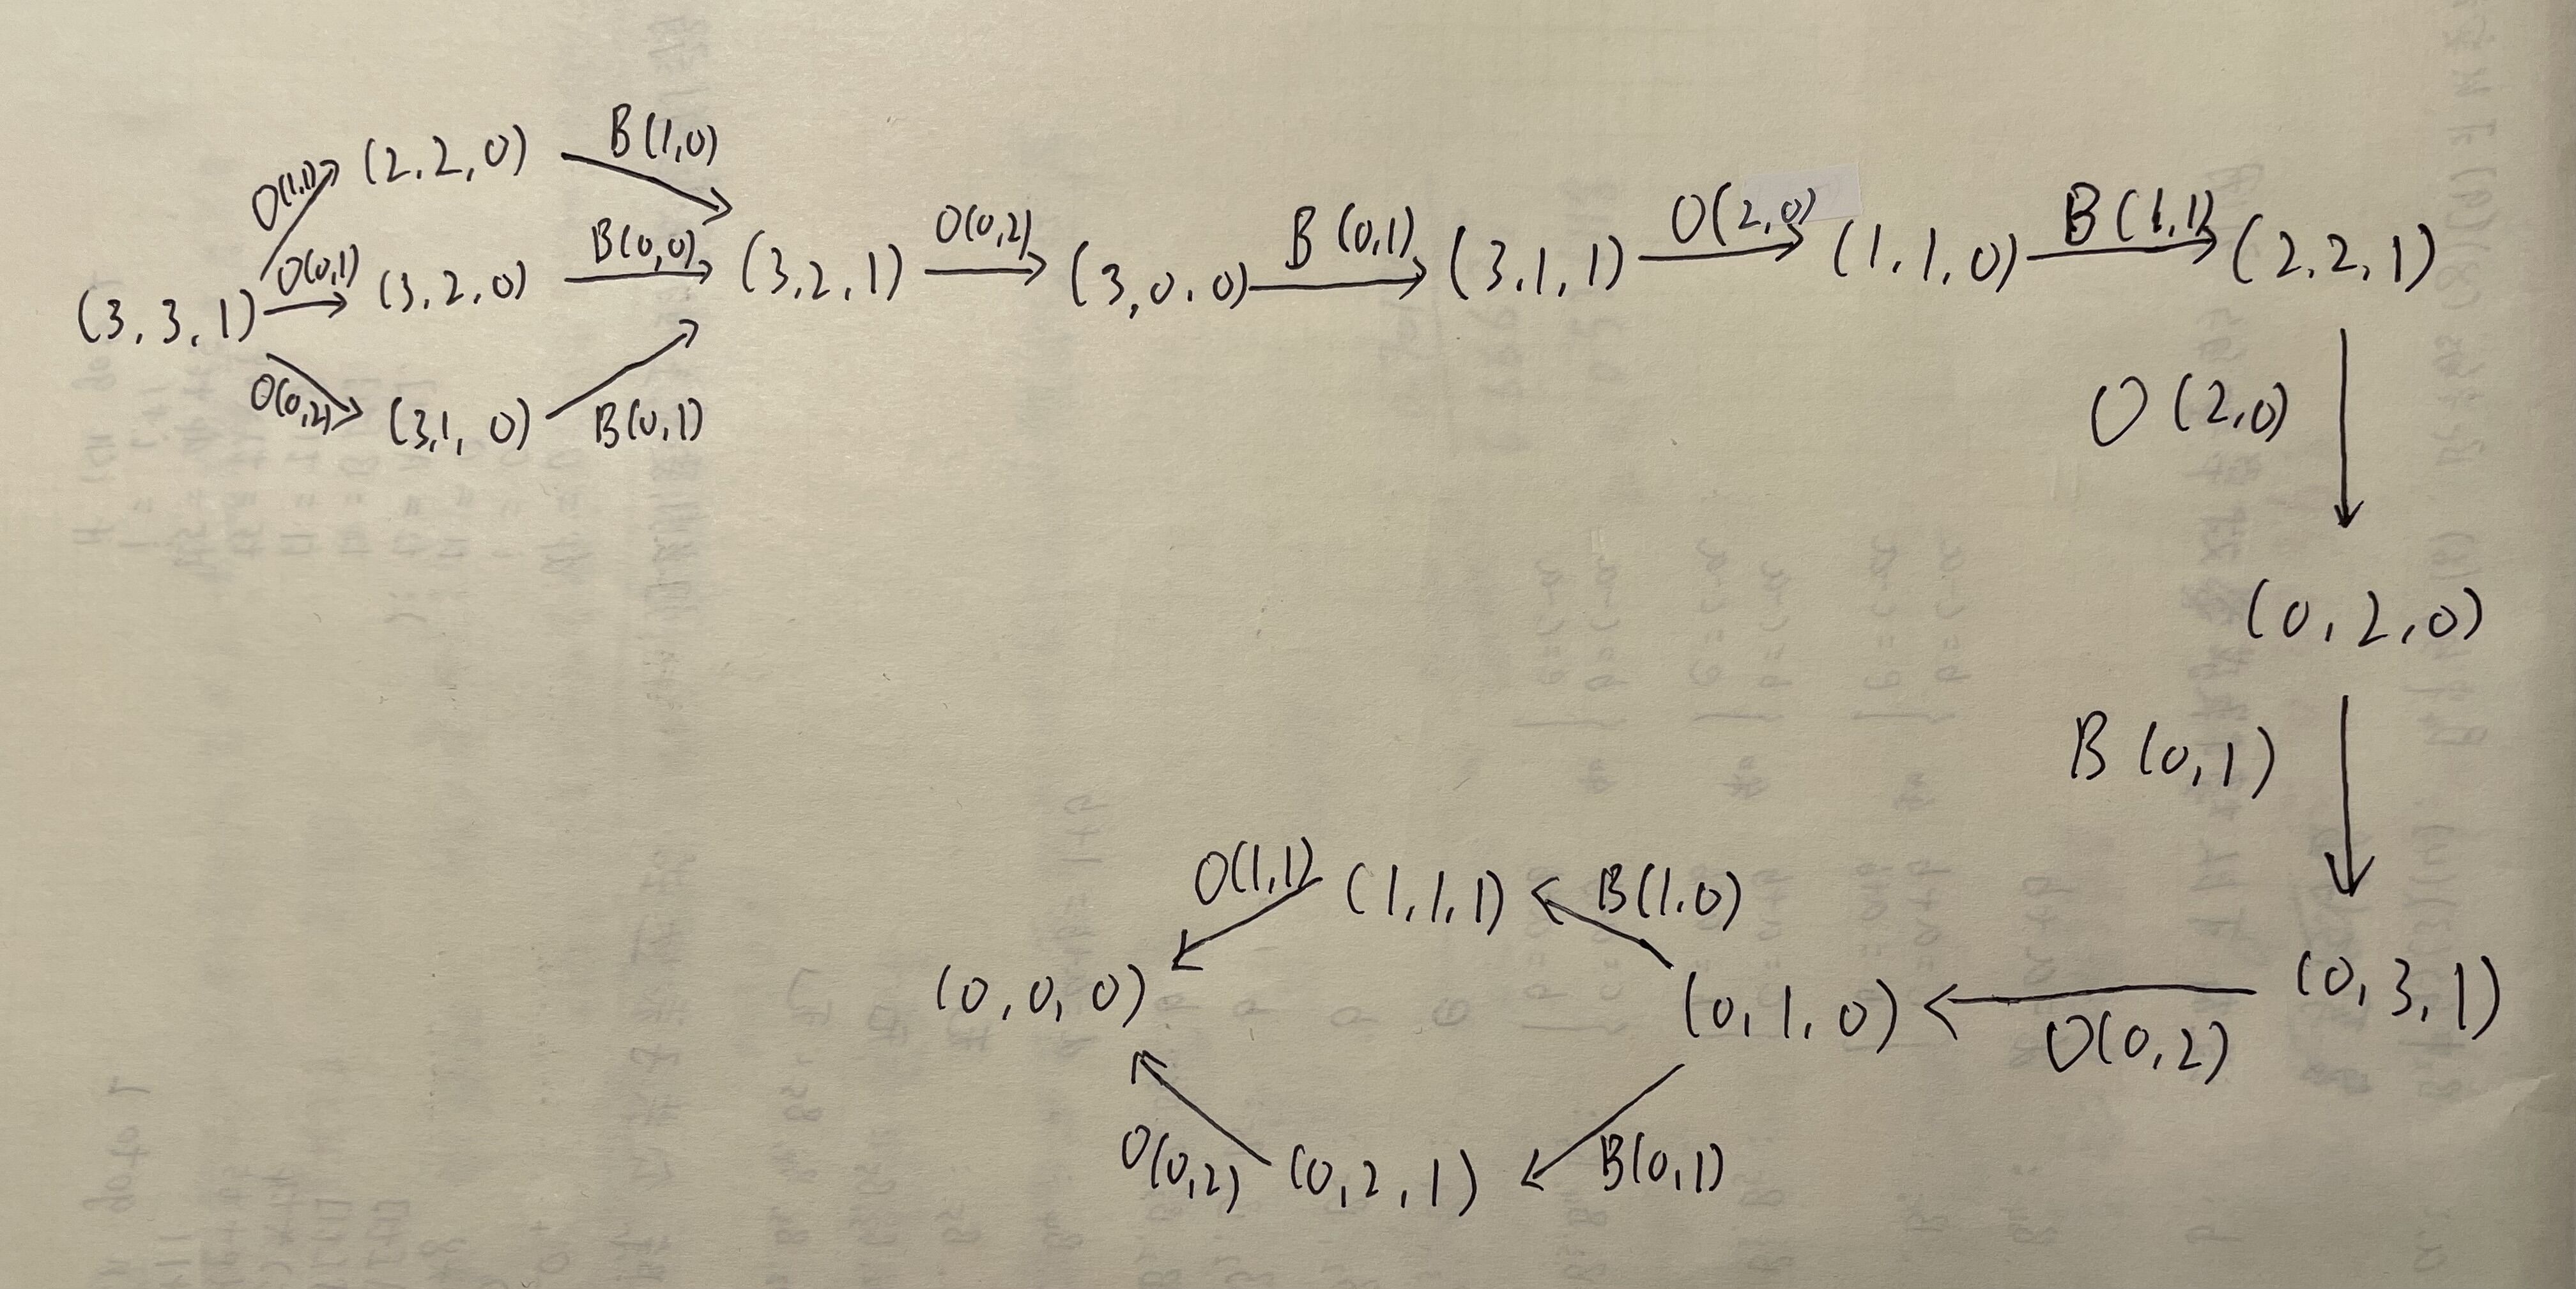 (3, 3, 1)
O(1,1)
O(0,1)
O(0,2)
(2, 2, 0)
(3, 2, 0)
(3, 1, 0)
B(1,0)
B(0,0)
B(0,1)
(3, 2, 1)
O(0,2)
(3, 0, 0)
B(0,1)
(3, 1, 1)
O(2,0)
(1, 1, 0)
B(1,1)
(2, 2, 1)
O(2,0)
(0, 2, 0)
B(0,1)
(0, 3, 1)
O(0,2)
(0, 1, 0)
B(1,0)
(1, 1, 1)
O(1,1)
B(0,1)
(0, 2, 1)
O(0,2)
(0, 0, 0)